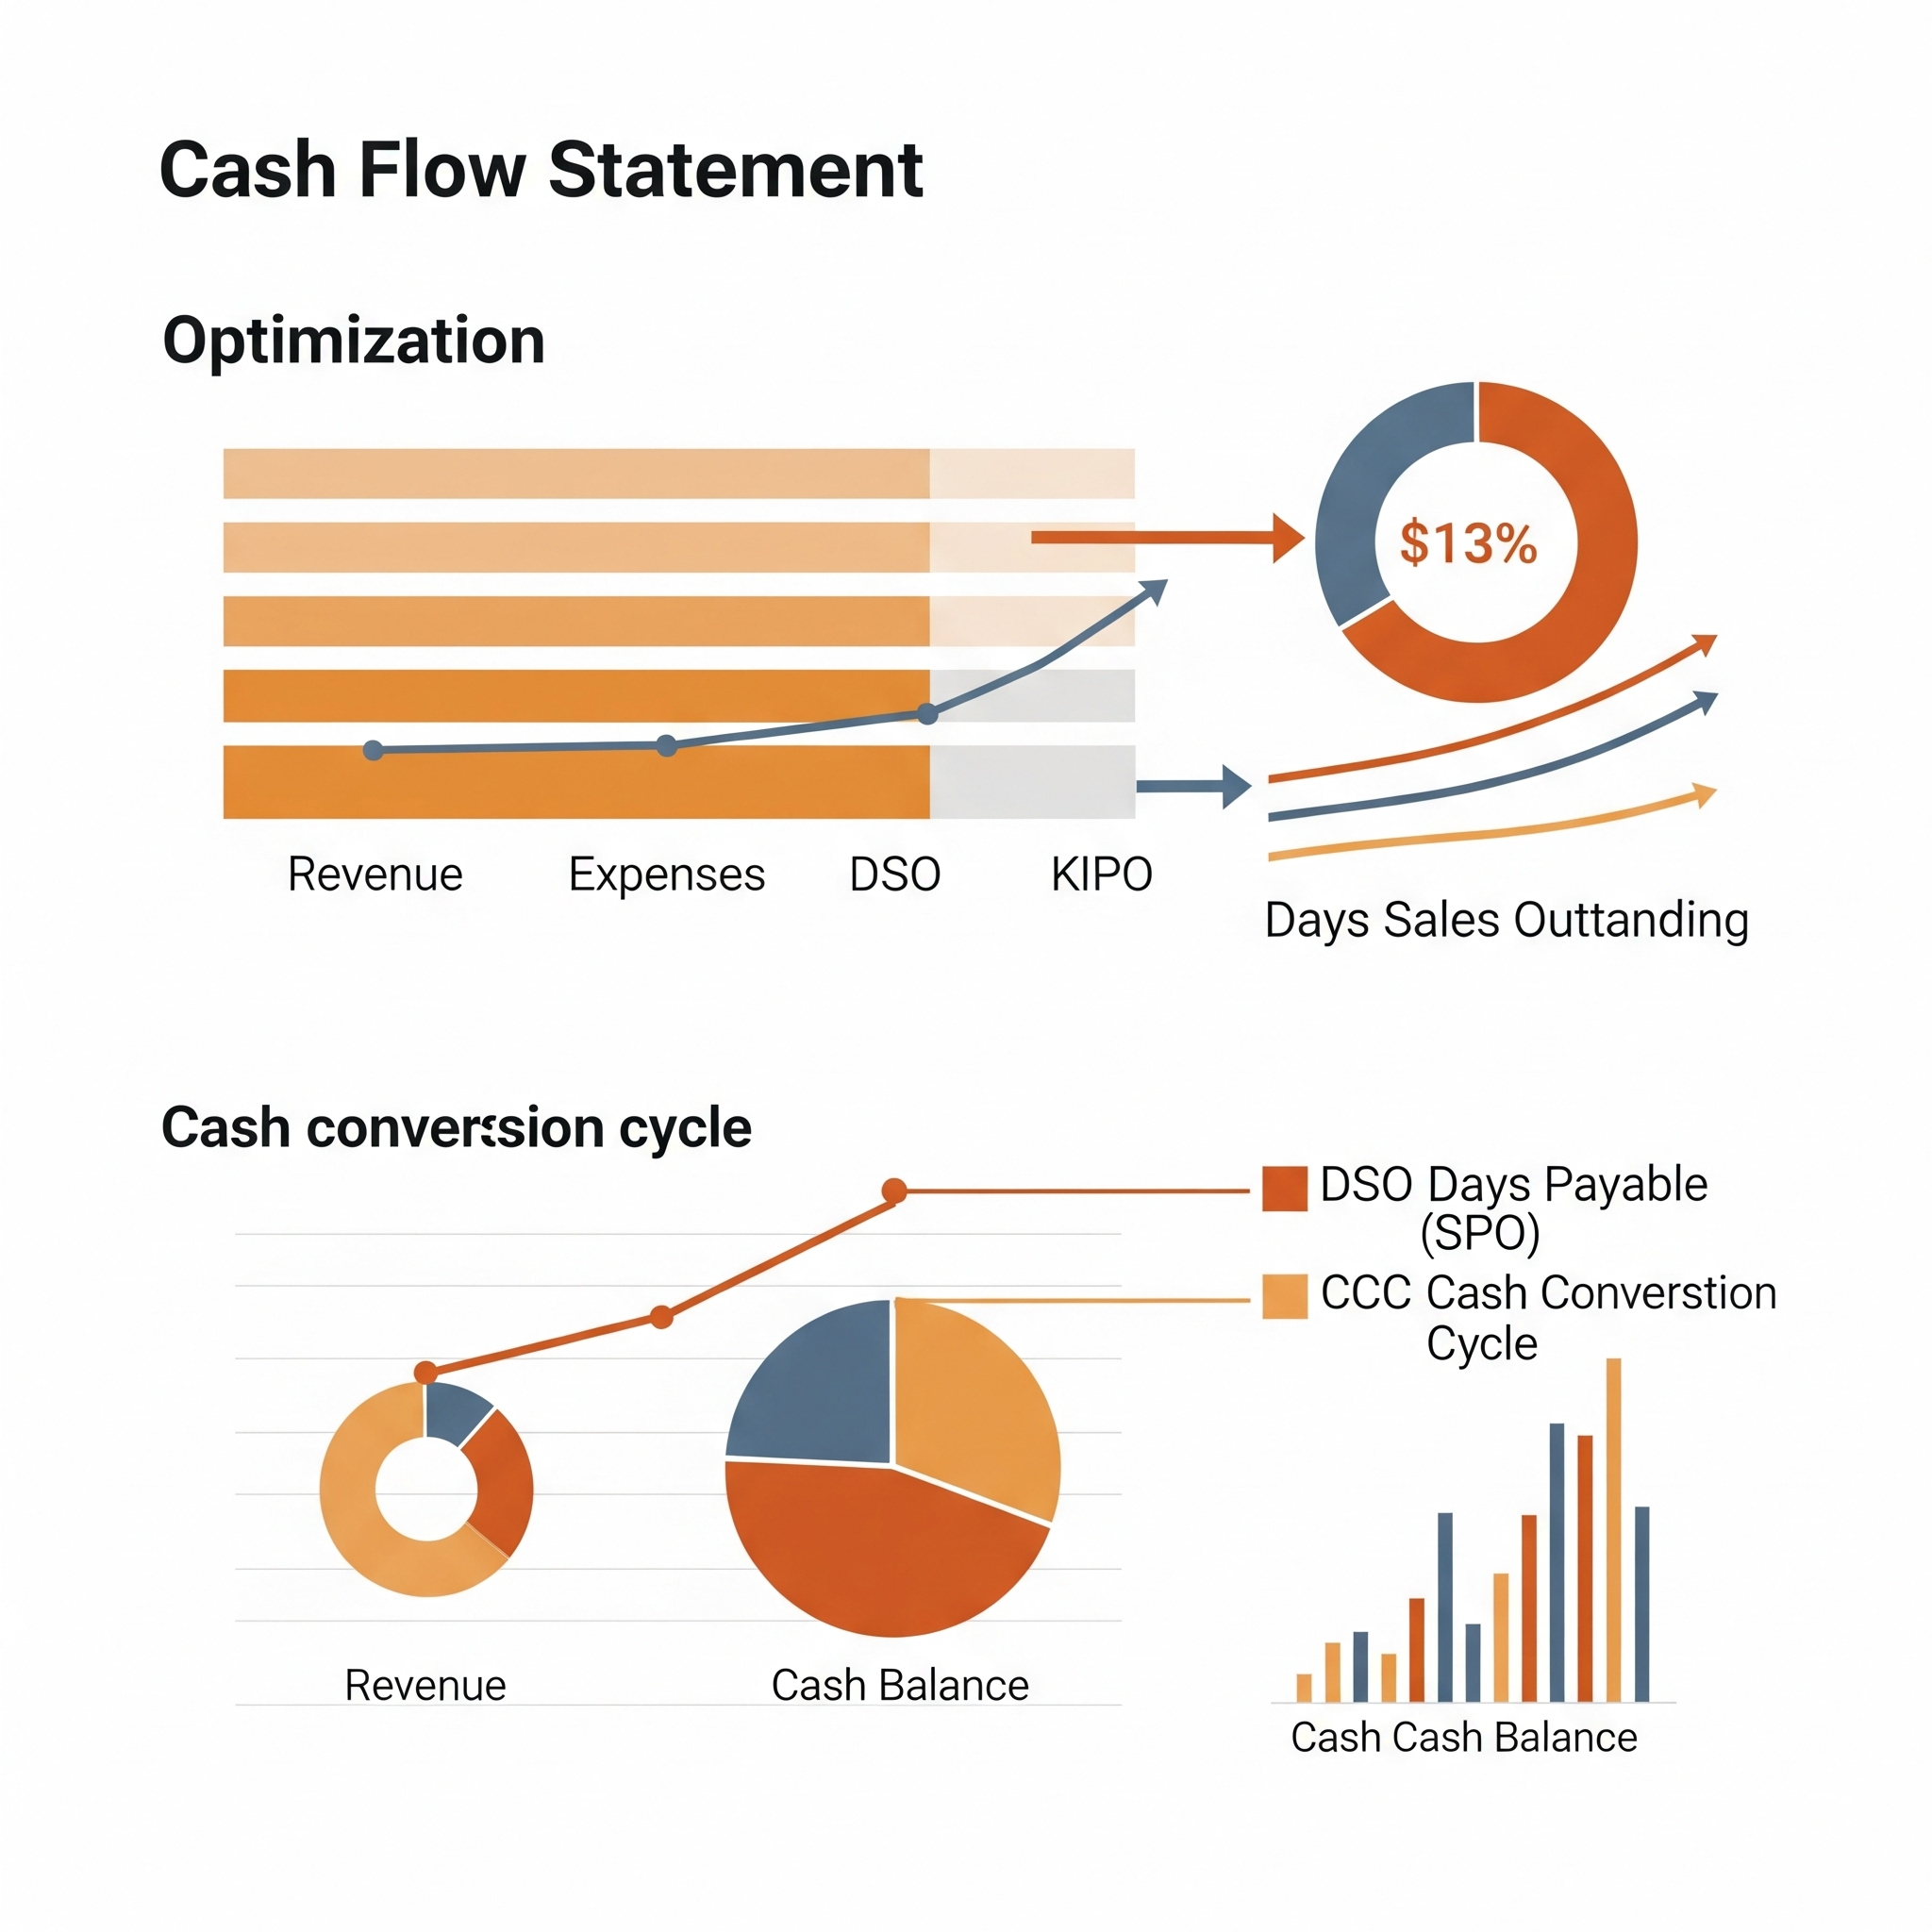 Cash Flow Statement
Optimization
$13%
Revenue Expenses DSO KIPO
Days Sales Outtanding
Cash conversion cycle
DSO Days Payable
(SPO)
CCC Cash Converstion
Cycle
Revenue
Cash Balance
Cash Cash Balance